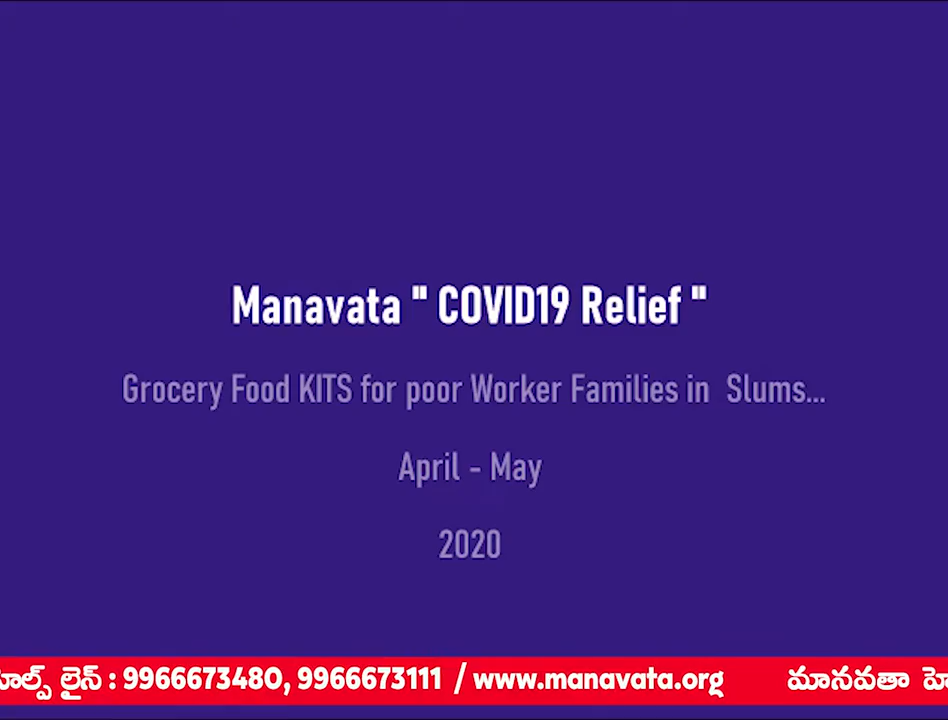 Manavata " COVID19 Relief "
Grocery Food KITS for poor Worker Families in Slums...
April - May
2020
లైన్ : 9966673480, 9966673111 / www.manavata.org మానవతా